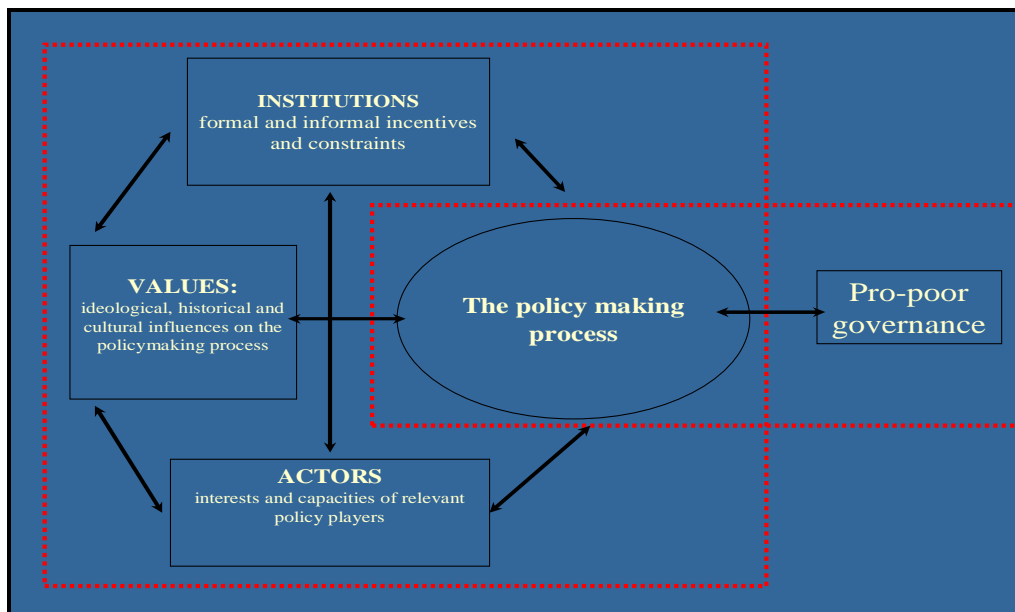 INSTITUTIONS
formal and informal incentives
and constraints
VALUES:
ideological, historical and
cultural influences on the
policymaking process
The policy making
process
Pro-poor
governance
ACTORS
interests and capacities of relevant
policy players